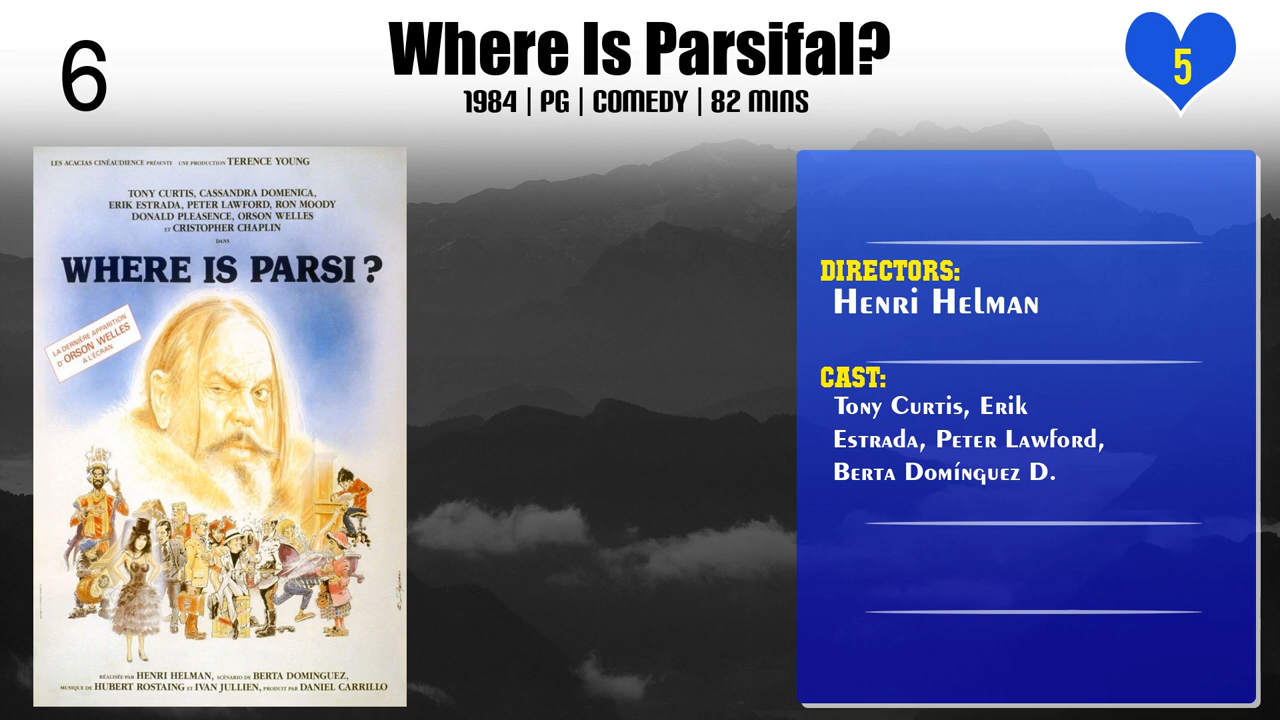 6
Where Is Parsifal?
1984 | PG | COMEDY | 82 MINS
5
LES ACACIAS CINÉAUDIENCE PRÉSENTE UNE PRODUCTION TERENCE YOUNG
TONY CURTIS, CASSANDRA DOMENICA,
ERIK ESTRADA, PETER LAWFORD, RON MOODY
DONALD PLEASENCE, ORSON WELLES
ET CRISTOPHER CHAPLIN
DANS
WHERE IS PARSI ?
LA DERNIÈRE APPARITION
D'ORSON WELLES
A L'ÉCRAN
RÉALISÉE PAR HENRI HELMAN, SCÉNARIO DE BERTA DOMINGUEZ,
MUSIQUE DE HUBERT ROSTAING ET IVAN JULLIEN, PRODUIT PAR DANIEL CARRILLO
DIRECTORS:
Henri Helman
CAST:
Tony Curtis, Erik
Estrada, Peter Lawford,
Berta Domínguez D.